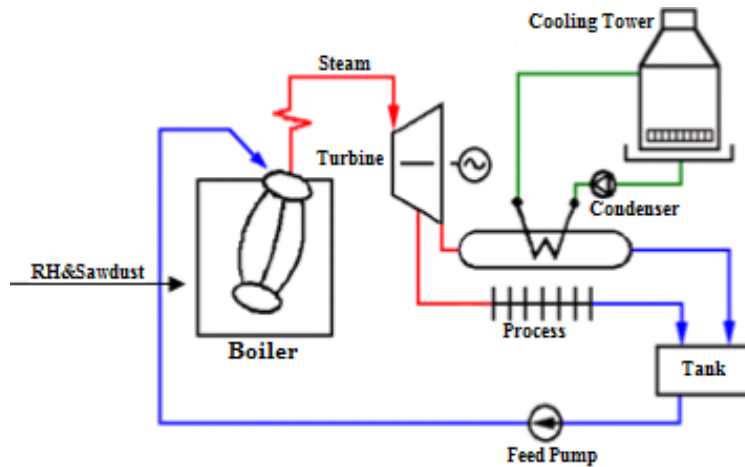 Cooling Tower
Steam
Turbine
Condenser
RH&Sawdust
Process
Boiler
Tank
Feed Pump